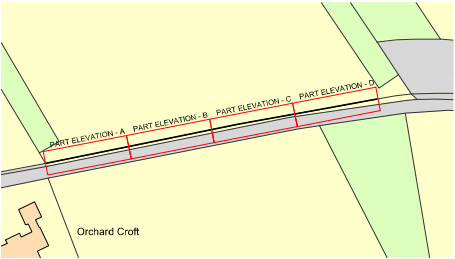 PART ELEVATION - A
PART ELEVATION - B
PART ELEVATION - C
PART ELEVATION - D
Orchard Croft